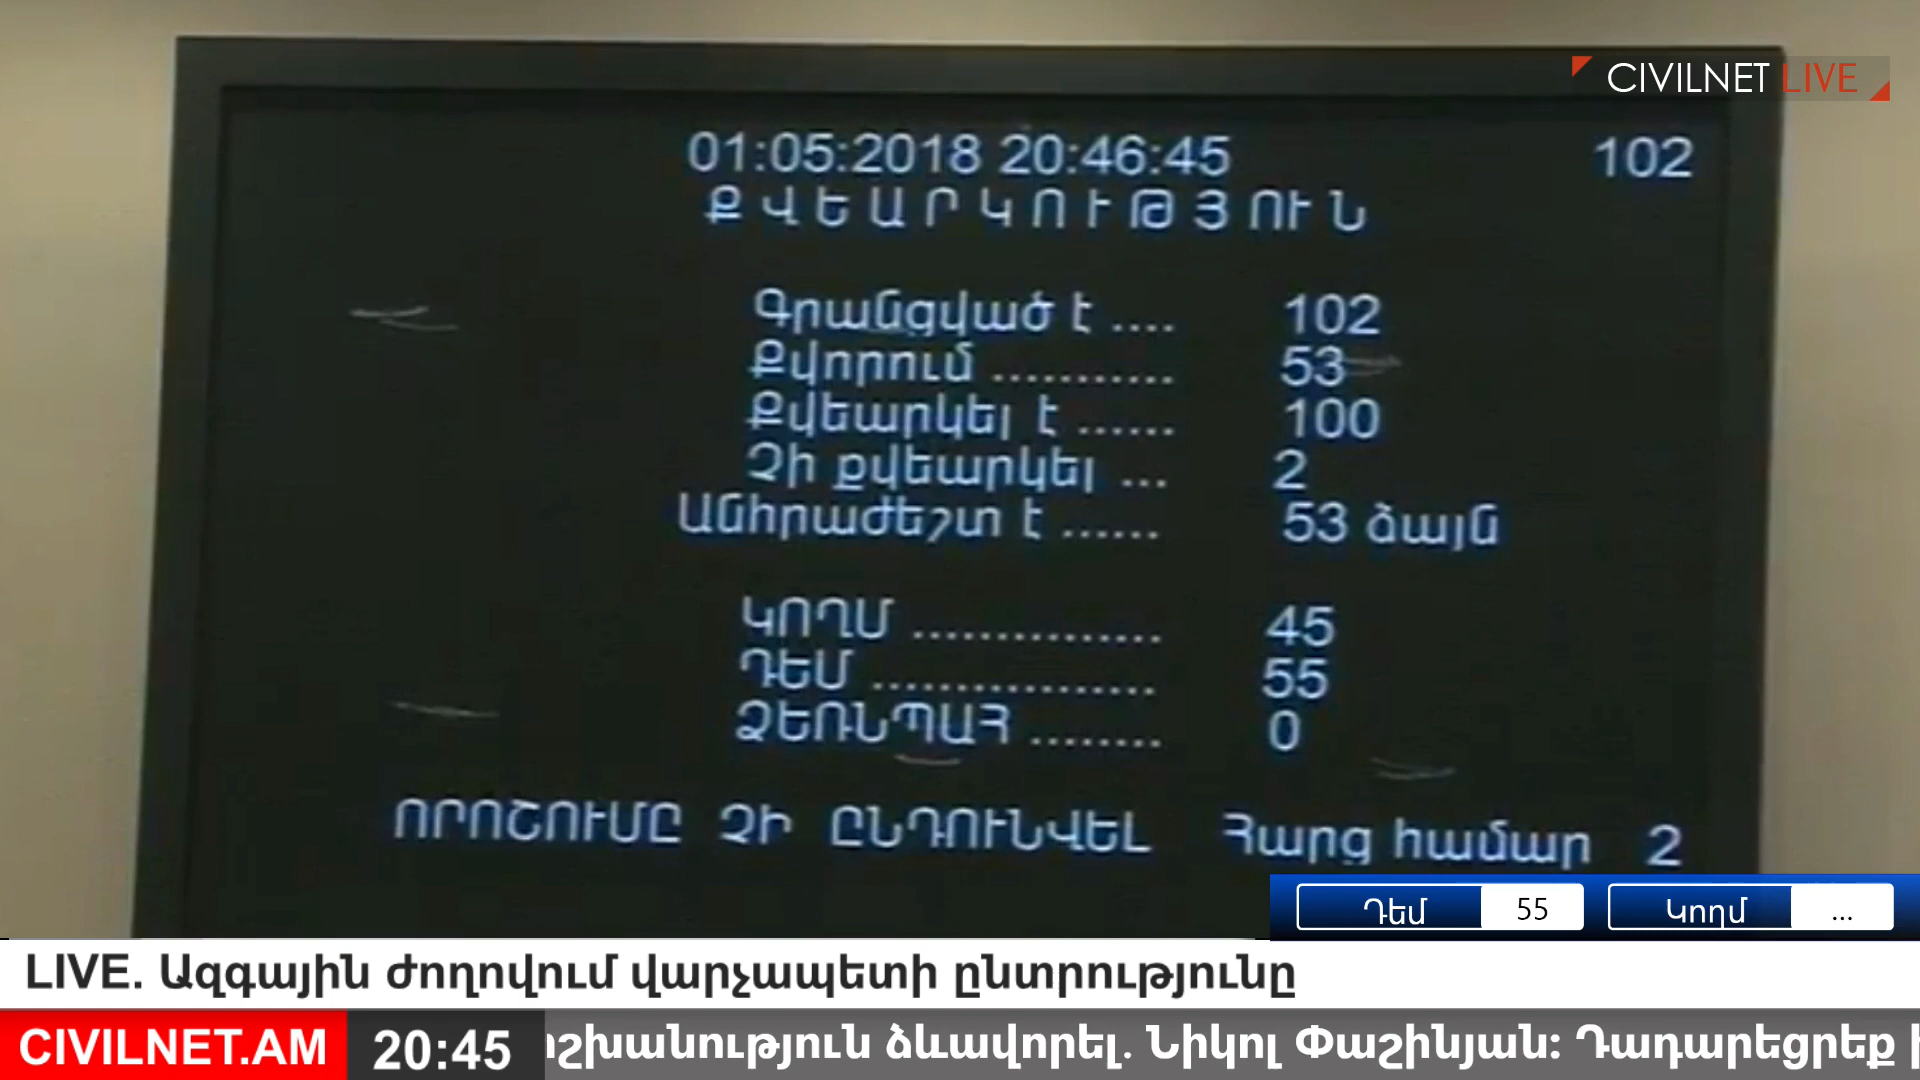 CIVILNET LIVE
01:05:2018 20:46:45 102
ՔՎԵԱՐԿՈՒԹՅՈՒՆ
Գրանցված է .... 102
Քվորում ........... 53
Քվեարկել է ...... 100
Չի քվեարկել ... 2
Անհրաժեշտ է ...... 53 ձայն
ԿՈՂՄ ............... 45
ԴԵՄ ................. 55
ՁԵՌՆՊԱՀ ........ 0
ՈՐՈՇՈՒՄԸ ՉԻ ԸՆԴՈՒՆՎԵԼ Հարց համար 2
Դեմ 55 Կողմ ...
LIVE. Ազգային ժողովում վարչապետի ընտրությունը
CIVILNET.AM 20:45 շխանություն ձևավորել. Նիկոլ Փաշինյան: Դադարեցրեք